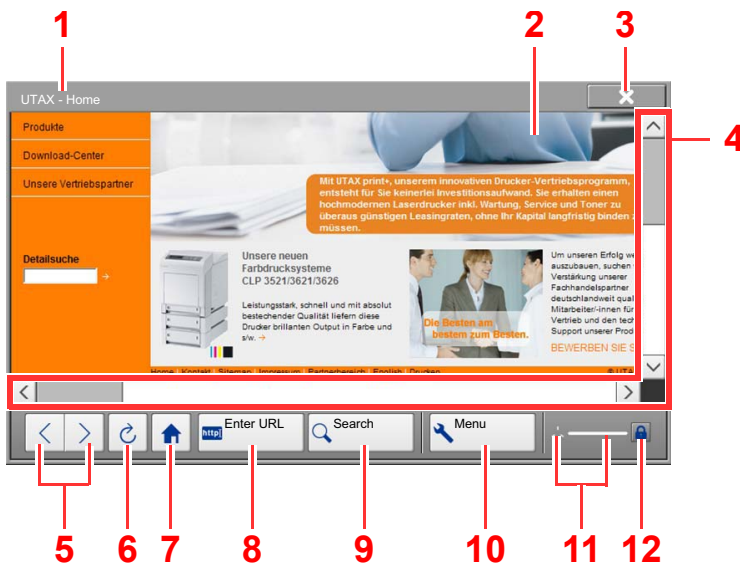 1 2 3
UTAX - Home
4
Produkte
Download-Center
Unsere Vertriebspartner
Detailsuche
Mit UTAX print+, unserem innovativen Drucker-Vertriebsprogramm,
entsteht für Sie keinerlei Investitionsaufwand. Sie erhalten einen
hochmodernen Laserdrucker inkl. Wartung, Service und Toner zu
überaus günstigen Leasingraten, ohne Ihr Kapital langfristig binden z
müssen.
Unsere neuen
Farbdrucksysteme
CLP 3521/3621/3626
Leistungsstark, schnell und mit absolut
bestechender Qualität liefern diese
Drucker brillanten Output in Farbe und
s/w. →
Die Besten am
bestem zum Besten.
Um unseren Erfolg we
auszubauen, suchen
Verstärkung unserer
Fachhandelspartner
deutschlandweit qual
Mitarbeiter/-innen für
Vertrieb und den tech
Support unserer Prod
BEWERBEN SIE S
Home | Kontakt | Sitemap | Impressum | Partnerbereich | English | Drucken
© UTA
http
Enter URL
Search
Menu
5 6 7 8 9 10 11 12